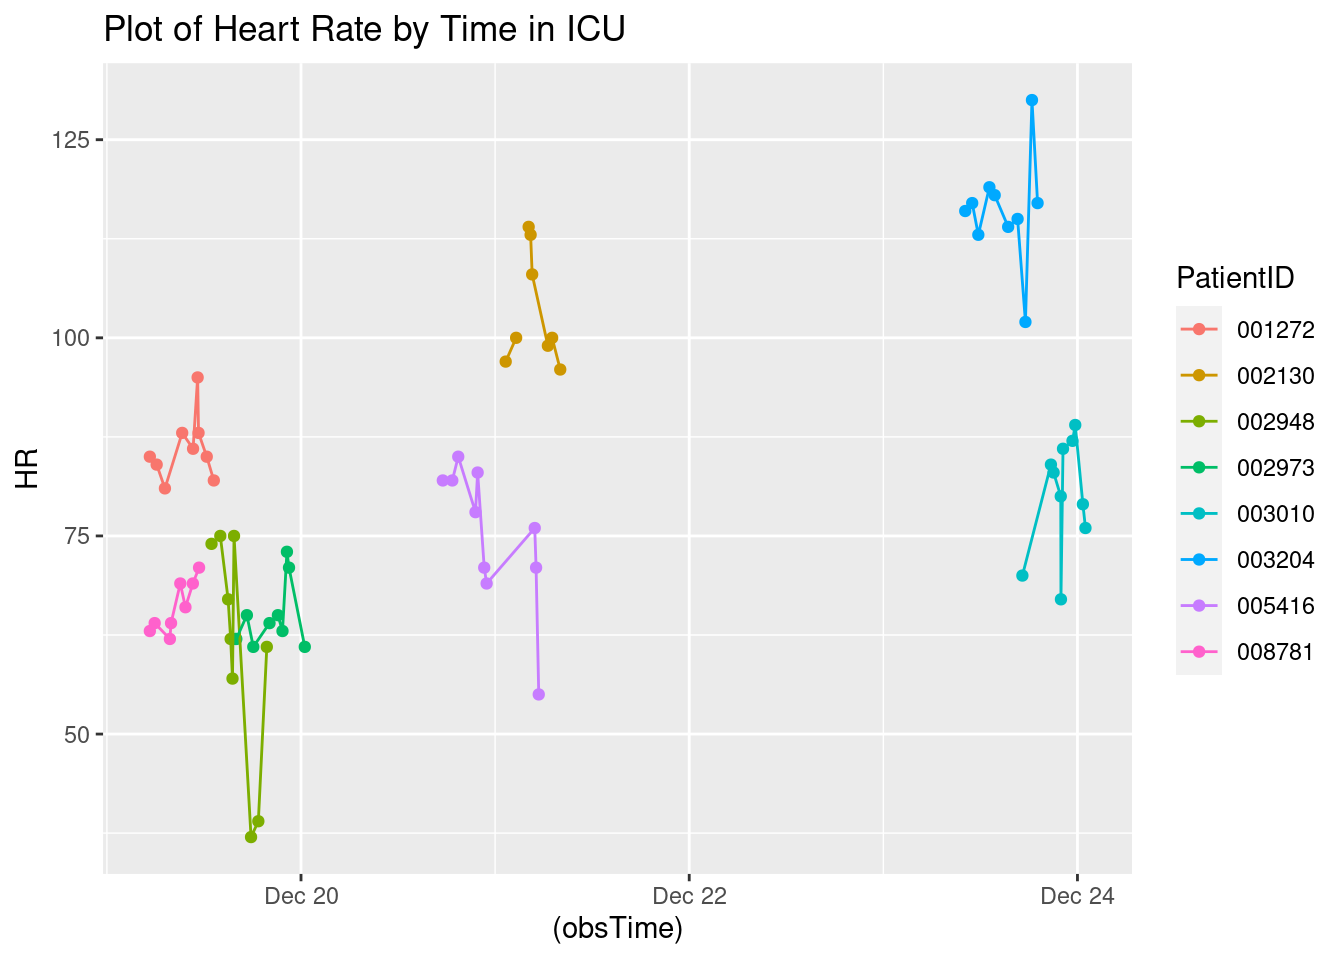 Plot of Heart Rate by Time in ICU
HR
125
100
75
50
Dec 20
Dec 22
Dec 24
(obsTime)
PatientID
001272
002130
002948
002973
003010
003204
005416
008781